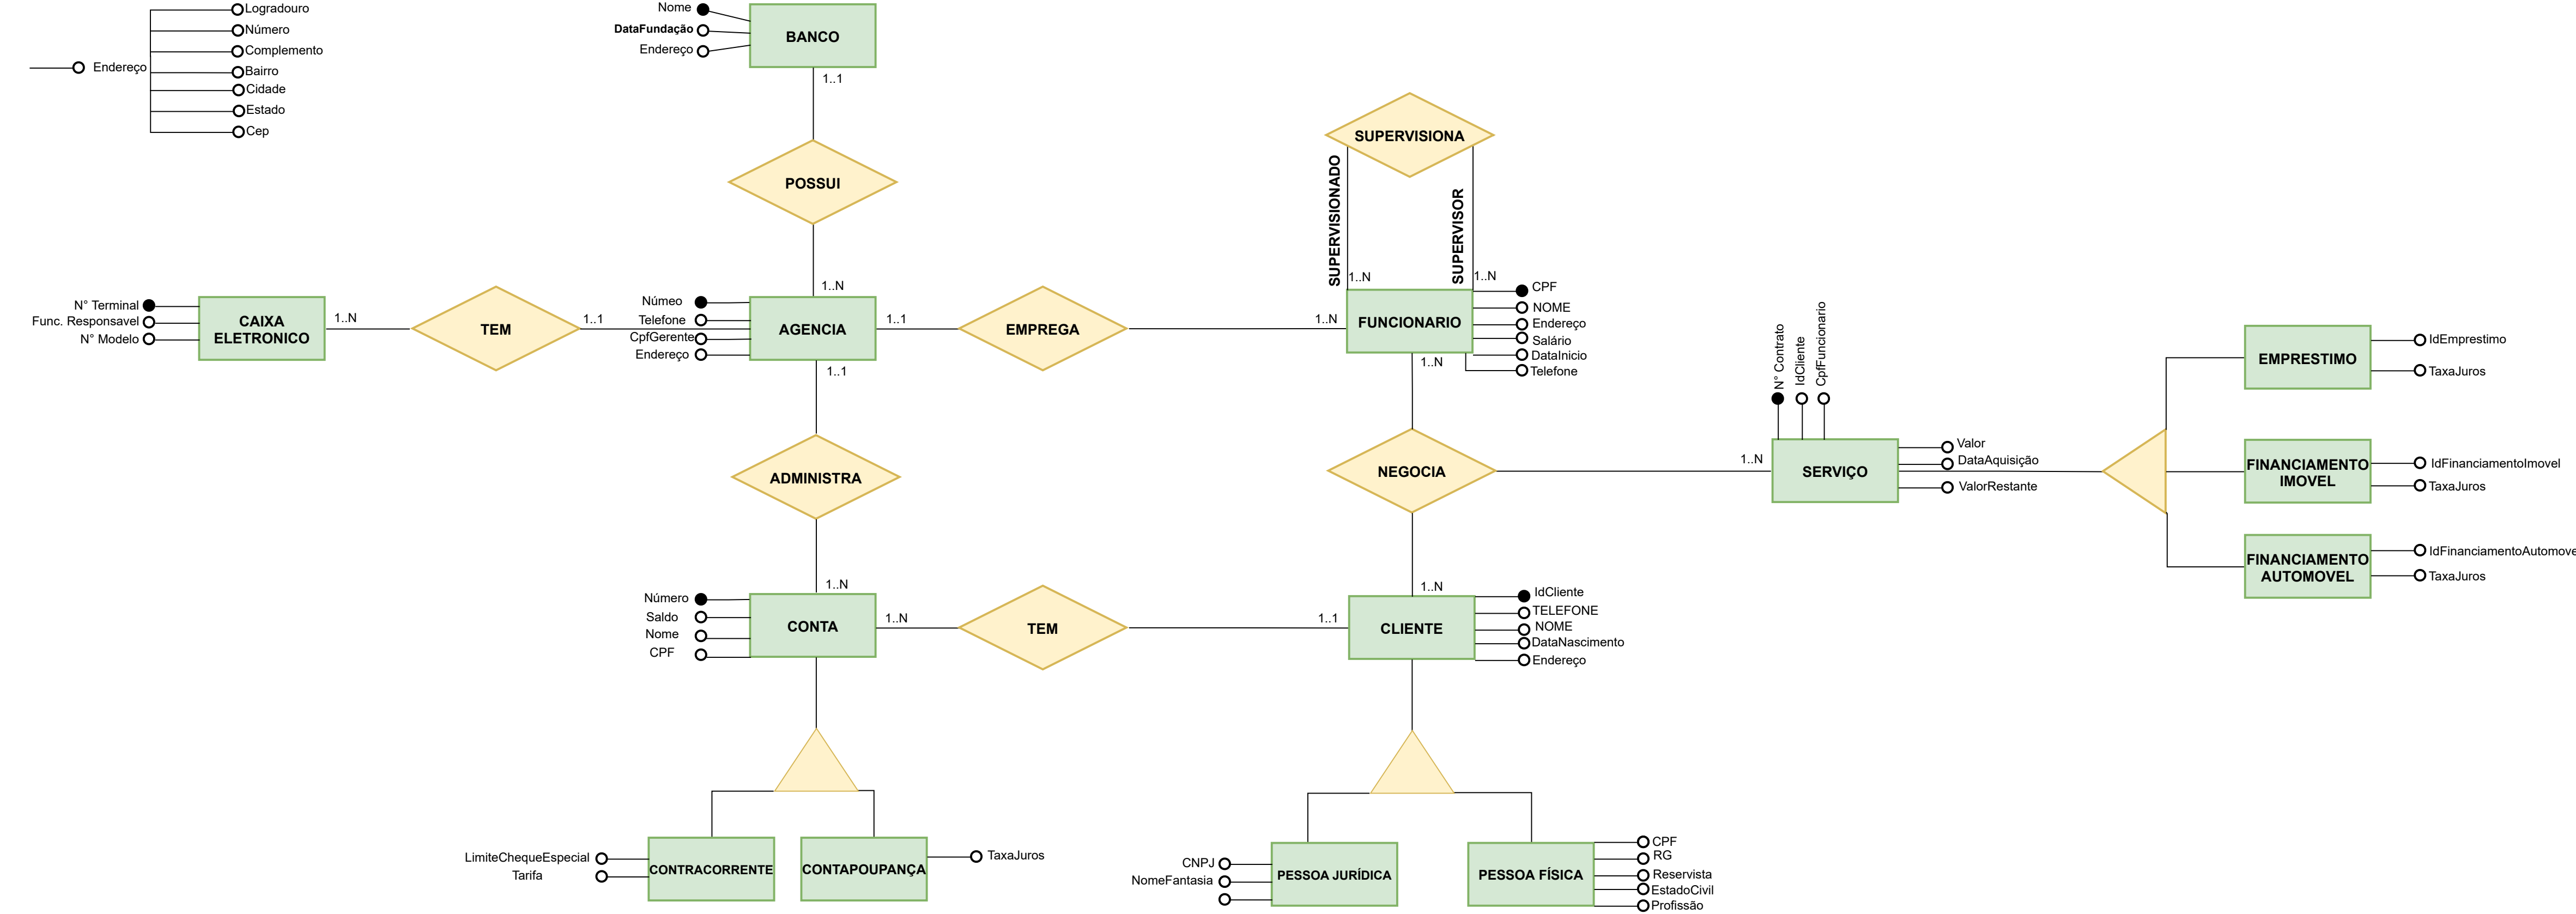 Logradouro
Número
Complemento
Endereço
Bairro
Cidade
Estado
Cep
Nome
DataFundação
Endereço
BANCO
1..1
POSSUI
1..N
SUPERVISIONA
SUPERVISIONADO
SUPERVISOR
1..N
1..N
N° Terminal
Func. Responsavel
N° Modelo
CAIXA
ELETRONICO
1..N
TEM
1..1
Númeo
Telefone
CpfGerente
Endereço
AGENCIA
1..1
EMPREGA
1..N
FUNCIONARIO
CPF
NOME
Endereço
Salário
DataInicio
Telefone
1..1
1..N
ADMINISTRA
NEGOCIA
1..N
N° Contrato
IdCliente
CpfFuncionario
SERVIÇO
Valor
DataAquisição
ValorRestante
EMPRESTIMO
IdEmprestimo
TaxaJuros
FINANCIAMENTO
IMOVEL
IdFinanciamentoImovel
TaxaJuros
FINANCIAMENTO
AUTOMOVEL
IdFinanciamentoAutomove
TaxaJuros
1..N
1..N
Número
Saldo
Nome
CPF
CONTA
1..N
TEM
1..1
CLIENTE
IdCliente
TELEFONE
NOME
DataNascimento
Endereço
LimiteChequeEspecial
Tarifa
CONTRACORRENTE
CONTAPOUPANÇA
TaxaJuros
CNPJ
NomeFantasia
PESSOA JURÍDICA
PESSOA FÍSICA
CPF
RG
Reservista
EstadoCivil
Profissão